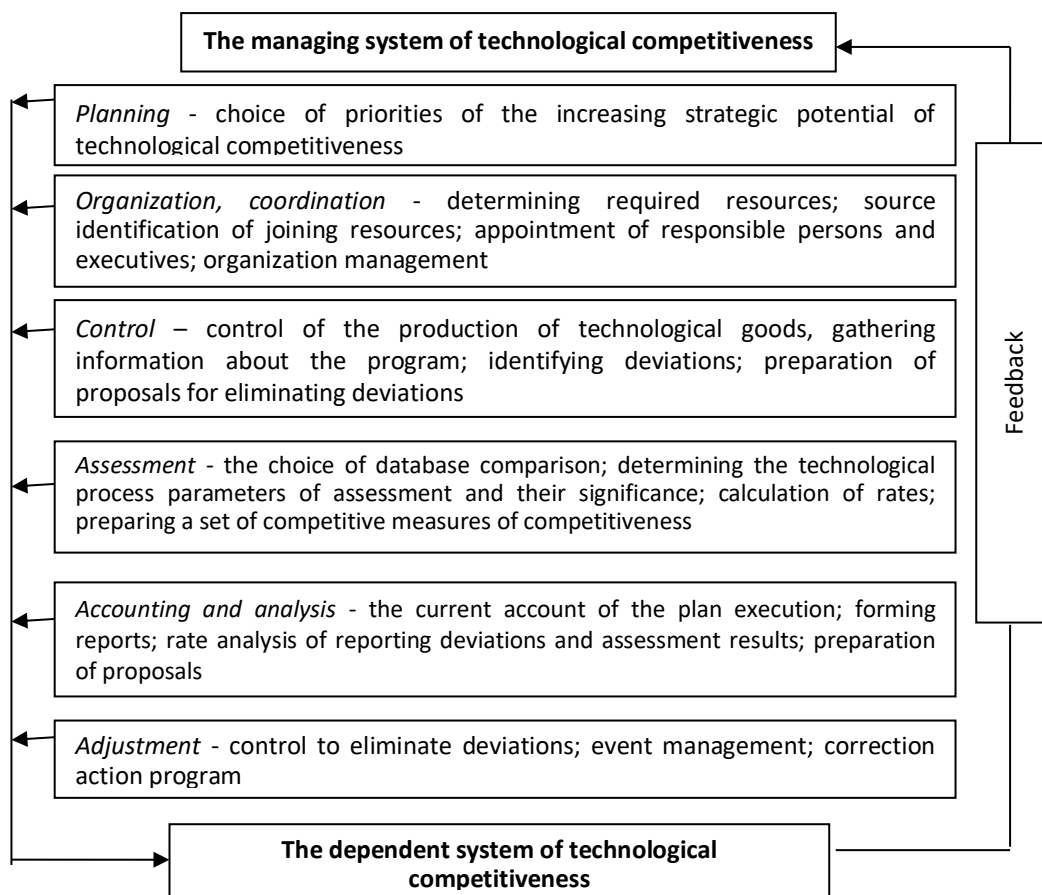 The managing system of technological competitiveness
Planning - choice of priorities of the increasing strategic potential of
technological competitiveness
Organization, coordination - determining required resources; source
identification of joining resources; appointment of responsible persons and
executives; organization management
Control – control of the production of technological goods, gathering
information about the program; identifying deviations; preparation of
proposals for eliminating deviations
Assessment - the choice of database comparison; determining the technological
process parameters of assessment and their significance; calculation of rates;
preparing a set of competitive measures of competitiveness
Accounting and analysis - the current account of the plan execution; forming
reports; rate analysis of reporting deviations and assessment results; preparation
of proposals
Adjustment - control to eliminate deviations; event management; correction
action program
The dependent system of technological
competitiveness
Feedback